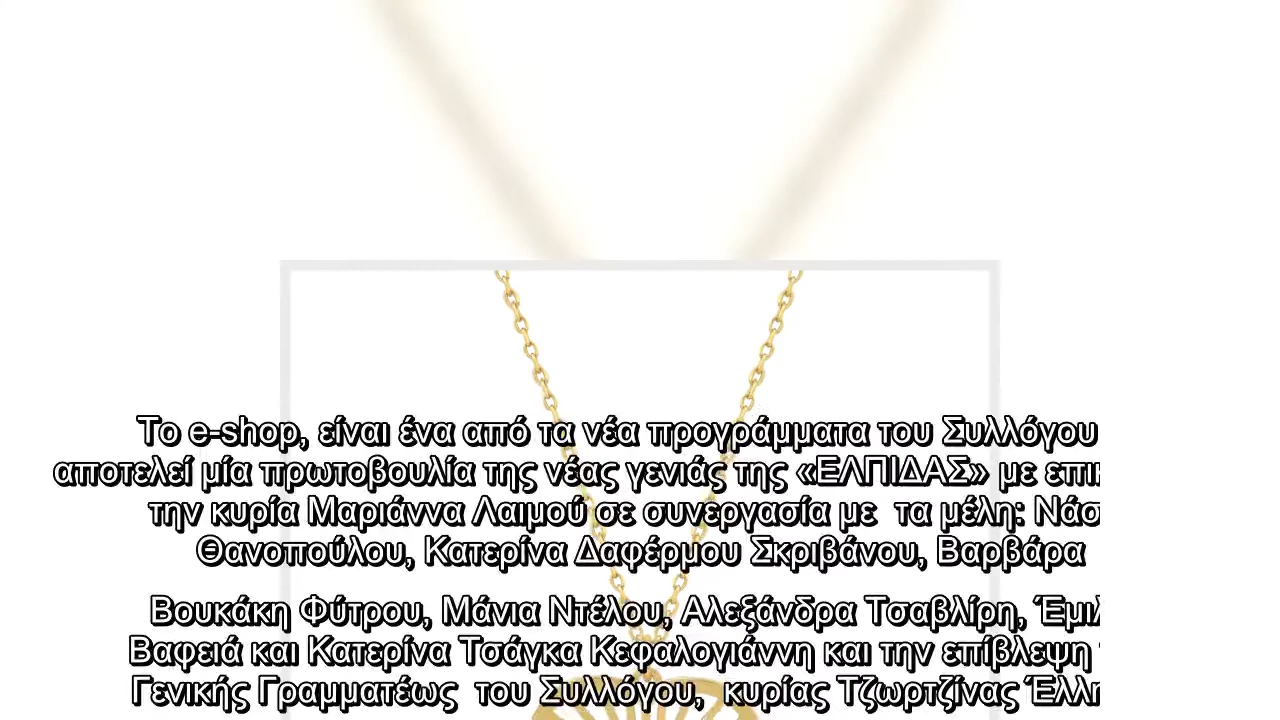 Το e-shop, είναι ένα από τα νέα προγράμματα του Συλλόγου
αποτελεί μία πρωτοβουλία της νέας γενιάς της «ΕΛΠΙΔΑΣ» με
την κυρία Μαριάννα Λαιμού σε συνεργασία με τα μέλη:
Θανοπούλου, Κατερίνα Δαφέρμου Σκριβάνου, Βαρβάρα
Βουκάκη Φύτρου, Μάνια Ντέλου, Αλεξάνδρα Τσαβλίρη,
Βαφειά και Κατερίνα Τσάγκα Κεφαλογιάννη και την επίβλεψη
Γενικής Γραμματέως του Συλλόγου, κυρίας Τζωρτζίνας